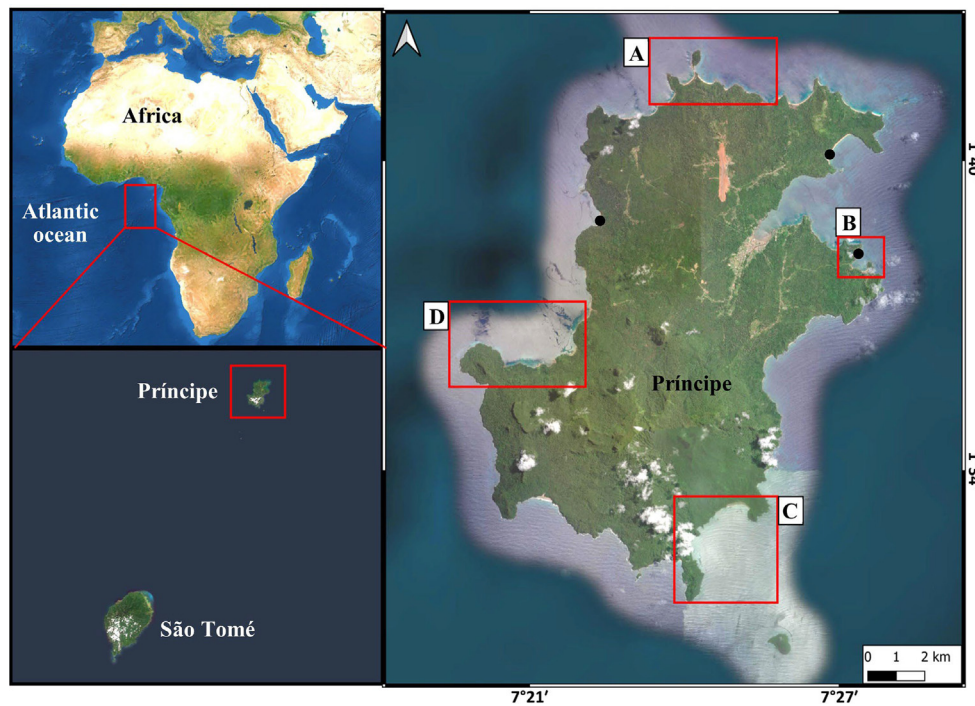 Africa
Atlantic
ocean
Príncipe
São Tomé
A
B
D
Príncipe
C
0 1 2 km
7°21′
7°27′